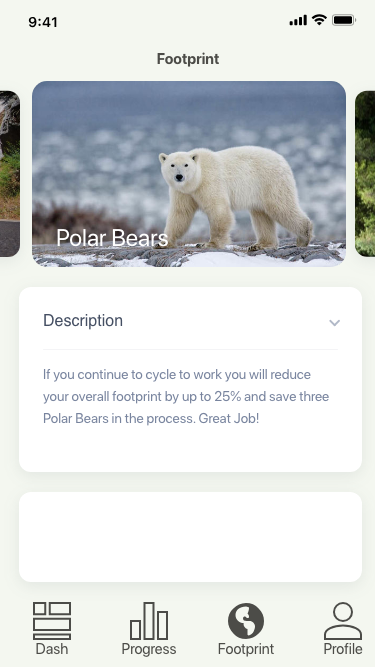 9:41
Footprint
Polar Bears
Description
If you continue to cycle to work you will reduce
your overall footprint by up to 25% and save three
Polar Bears in the process. Great Job!
Dash
Progress
Footprint
Profile